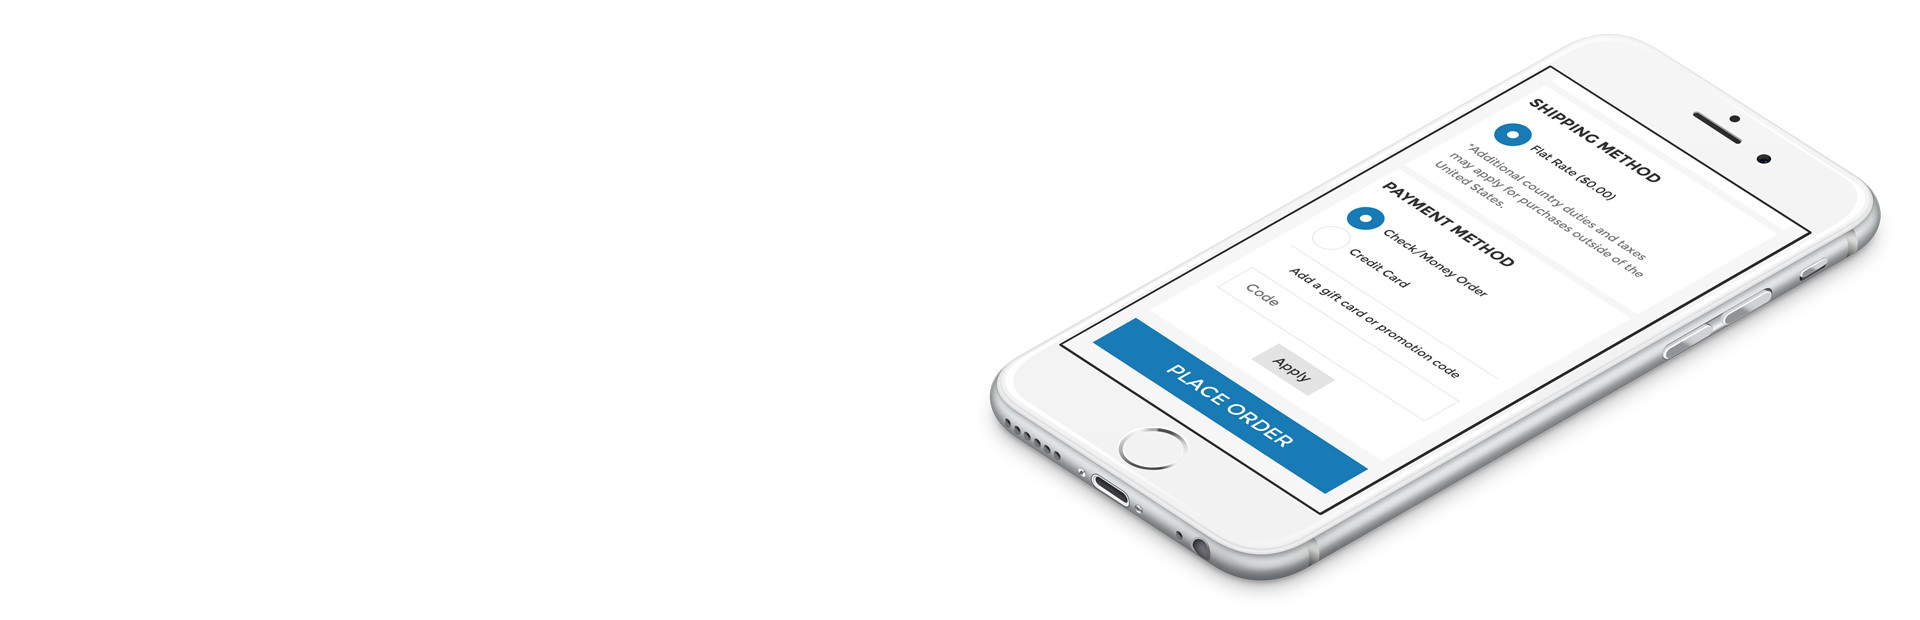 SHIPPING METHOD
Flat Rate ($0.00)
*Additional country duties and taxes
may apply for purchases outside of the
United States.
PAYMENT METHOD
Check/Money Order
Credit Card
Add a gift card or promotion code
Code
Apply
PLACE ORDER